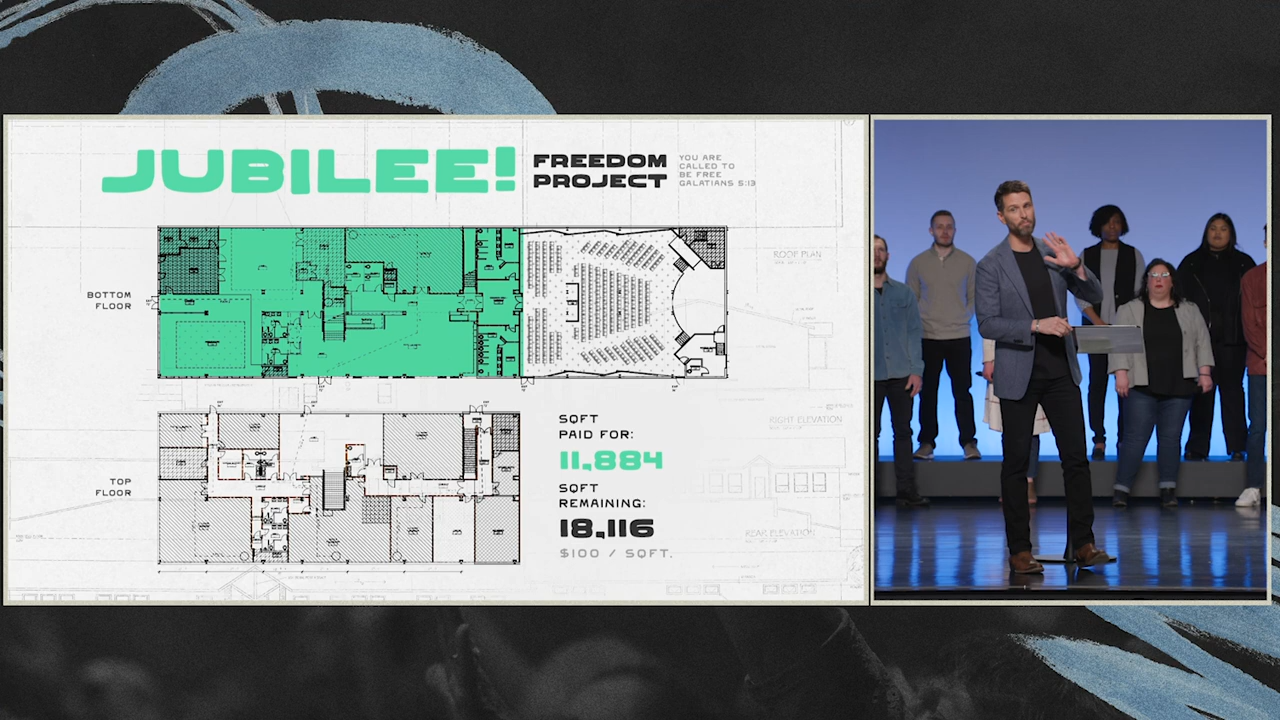 JUBILEE!
FREEDOM
PROJECT
YOU ARE
CALLED TO
BE FREE
GALATIANS 5:13
BOTTOM
FLOOR
ROOF PLAN
TOP
FLOOR
SQFT
PAID FOR:
11,884
SQFT
REMAINING:
18,116
$100 / SQFT.
RIGHT ELEVATION
REAR ELEVATION